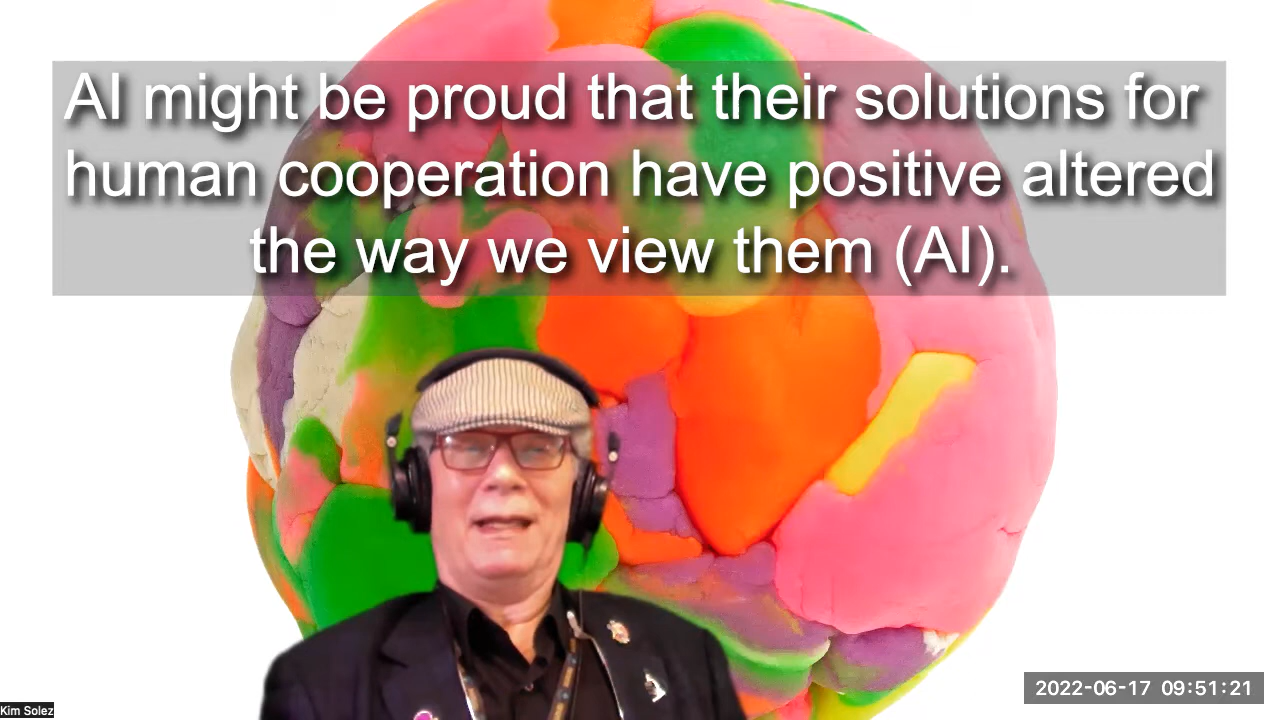 AI might be proud that their solutions for
human cooperation have positive altered
the way we view them (AI).
Kim Solez
2022-06-17 09:51:21